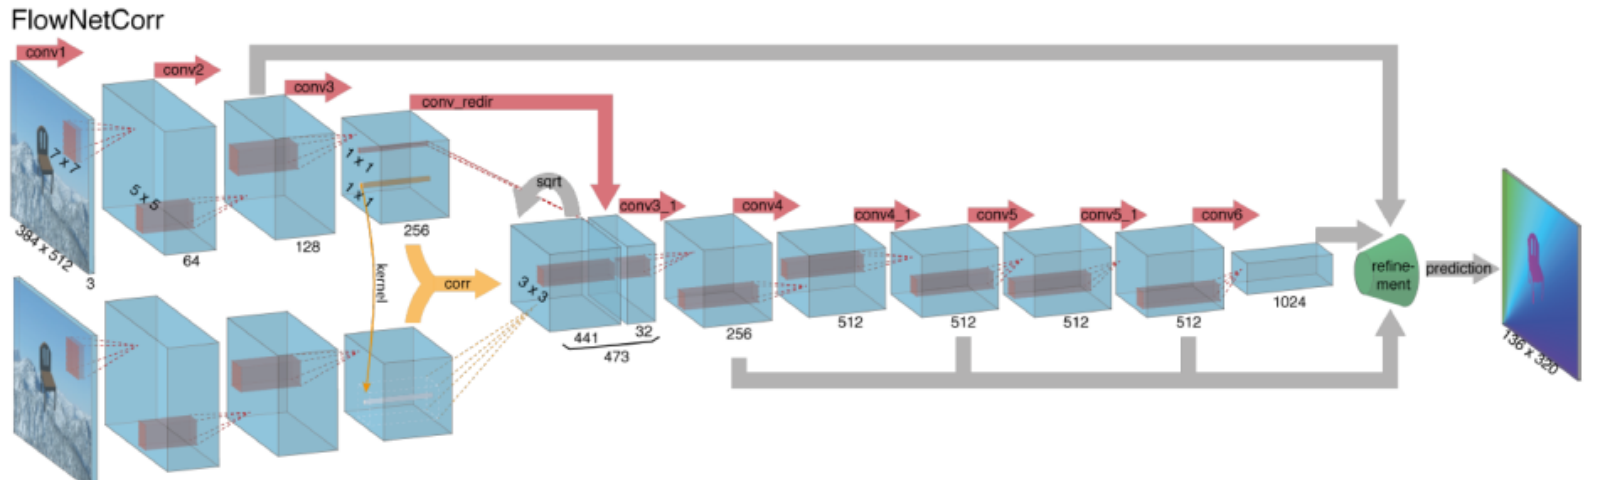 FlowNetCorr
conv1
conv2
conv3
conv_redir
7 x 7
5 x 5
1 x 1
1 x 1
384 x 512
3
64
128
256
kernel
corr
sqrt
conv3_1
conv4
conv4_1
conv5
conv5_1
conv6
3 x 3
441
32
473
256
512
512
512
512
1024
refine-
ment
prediction
136 x 320